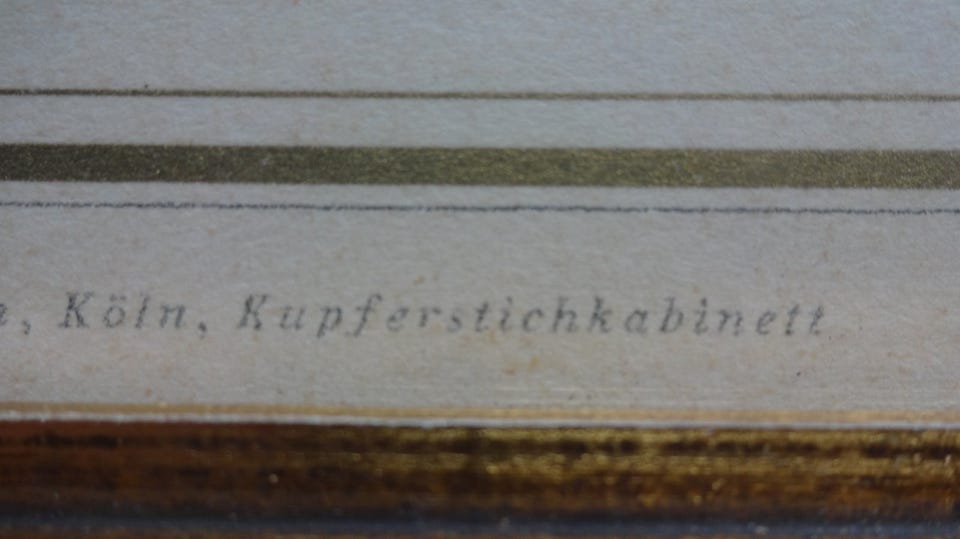 , Köln, Kupferstichkabinett